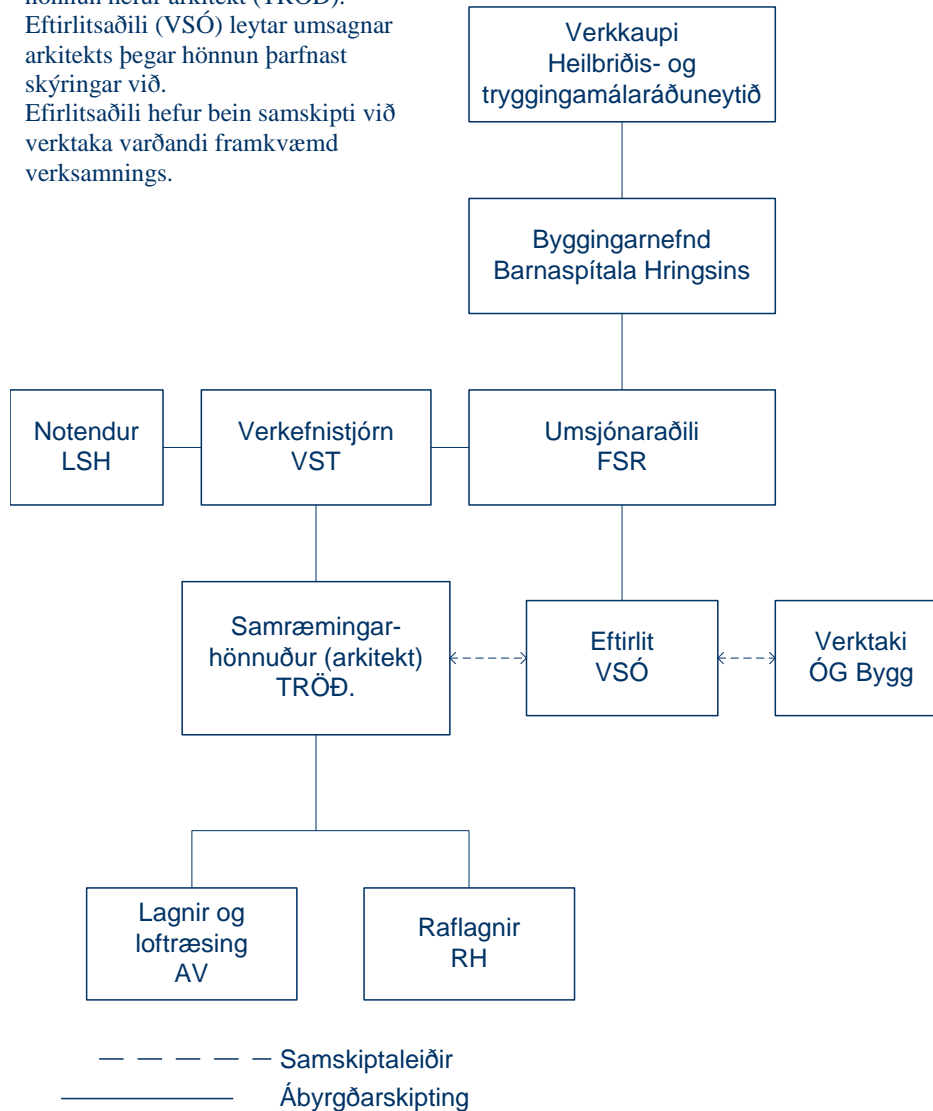 hönnun hefur arkitekt (TRÖÐ).
Eftirlitsaðili (VSÓ) leytar umsagnar
arkitekts þegar hönnun þarfnast
skýringar við.
Efirlitsaðili hefur bein samskipti við
verktaka varðandi framkvæmd
verksamnings.
Verkkaupi
Heilbriðis- og
tryggingamálaráðuneytið
Byggingarnefnd
Barnaspítala Hringsins
Notendur
LSH
Verkefnistjórn
VST
Umsjónaraðili
FSR
Samræmingar-
hönnuður (arkitekt)
TRÖÐ.
Eftirlit
VSÓ
Verktaki
ÓG Bygg
Lagnir og
loftræsing
AV
Raflagnir
RH
Samskiptaleiðir
Ábyrgðarskipting